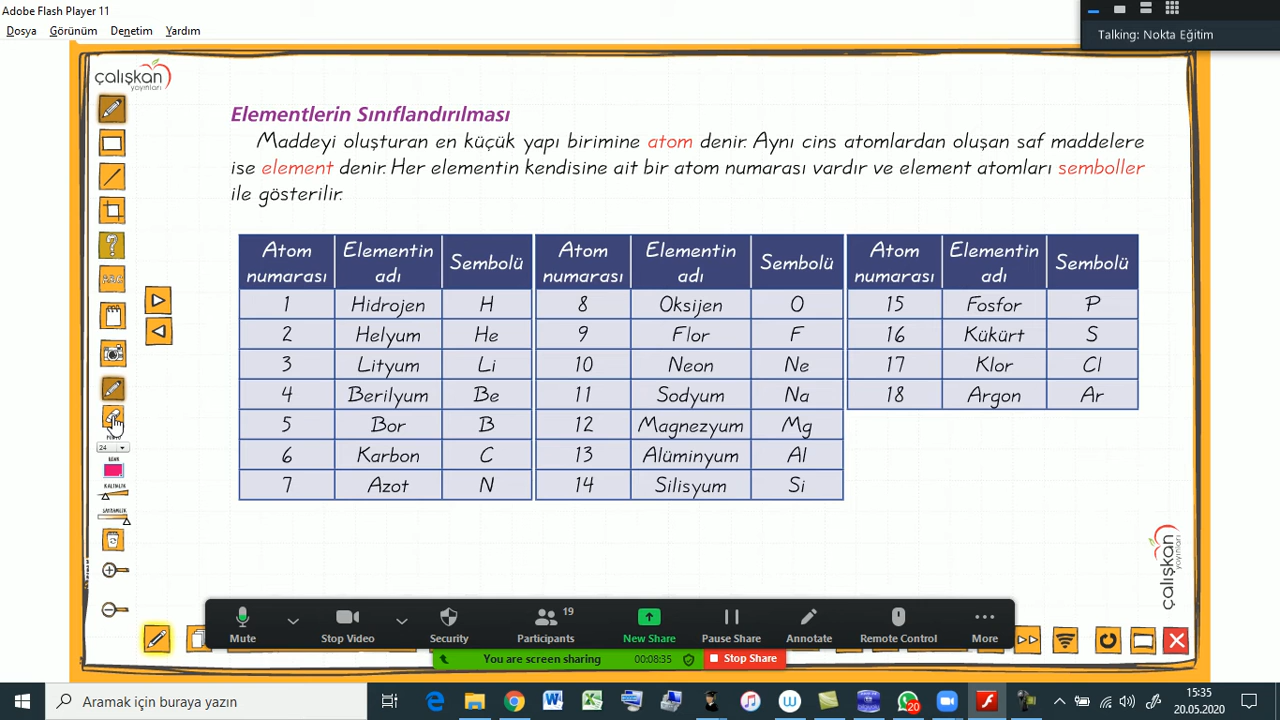 Adobe Flash Player 11
Dosya Görünüm Denetim Yardım
Talking: Nokta Eğitim
çalışkan
yayınları
Elementlerin Sınıflandırılması
Maddeyi oluşturan en küçük yapı birimine atom denir. Aynı cins atomlardan oluşan saf maddelere
ise element denir. Her elementin kendisine ait bir atom numarası vardır ve element atomları semboller
ile gösterilir.
Atom numarası Elementin adı Sembolü Atom numarası Elementin adı Sembolü Atom numarası Elementin adı Sembolü
1 Hidrojen H 8 Oksijen O 15 Fosfor P
2 Helyum He 9 Flor F 16 Kükürt S
3 Lityum Li 10 Neon Ne 17 Klor Cl
4 Berilyum Be 11 Sodyum Na 18 Argon Ar
5 Bor B 12 Magnezyum Mg
6 Karbon C 13 Alüminyum Al
7 Azot N 14 Silisyum Si
24
KALINLIK
çalışkan
yayınları
19
Mute Stop Video Security Participants New Share Pause Share Annotate Remote Control More
You are screen sharing 00:08:35 Stop Share
Aramak için buraya yazın
20
15:35
20.05.2020